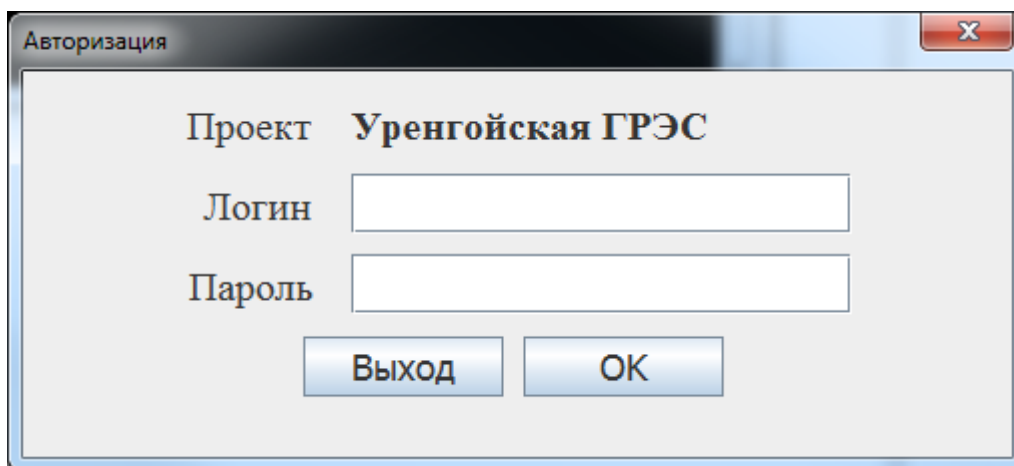 Авторизация
Проект Уренгойская ГРЭС
Логин
Пароль
Выход OK